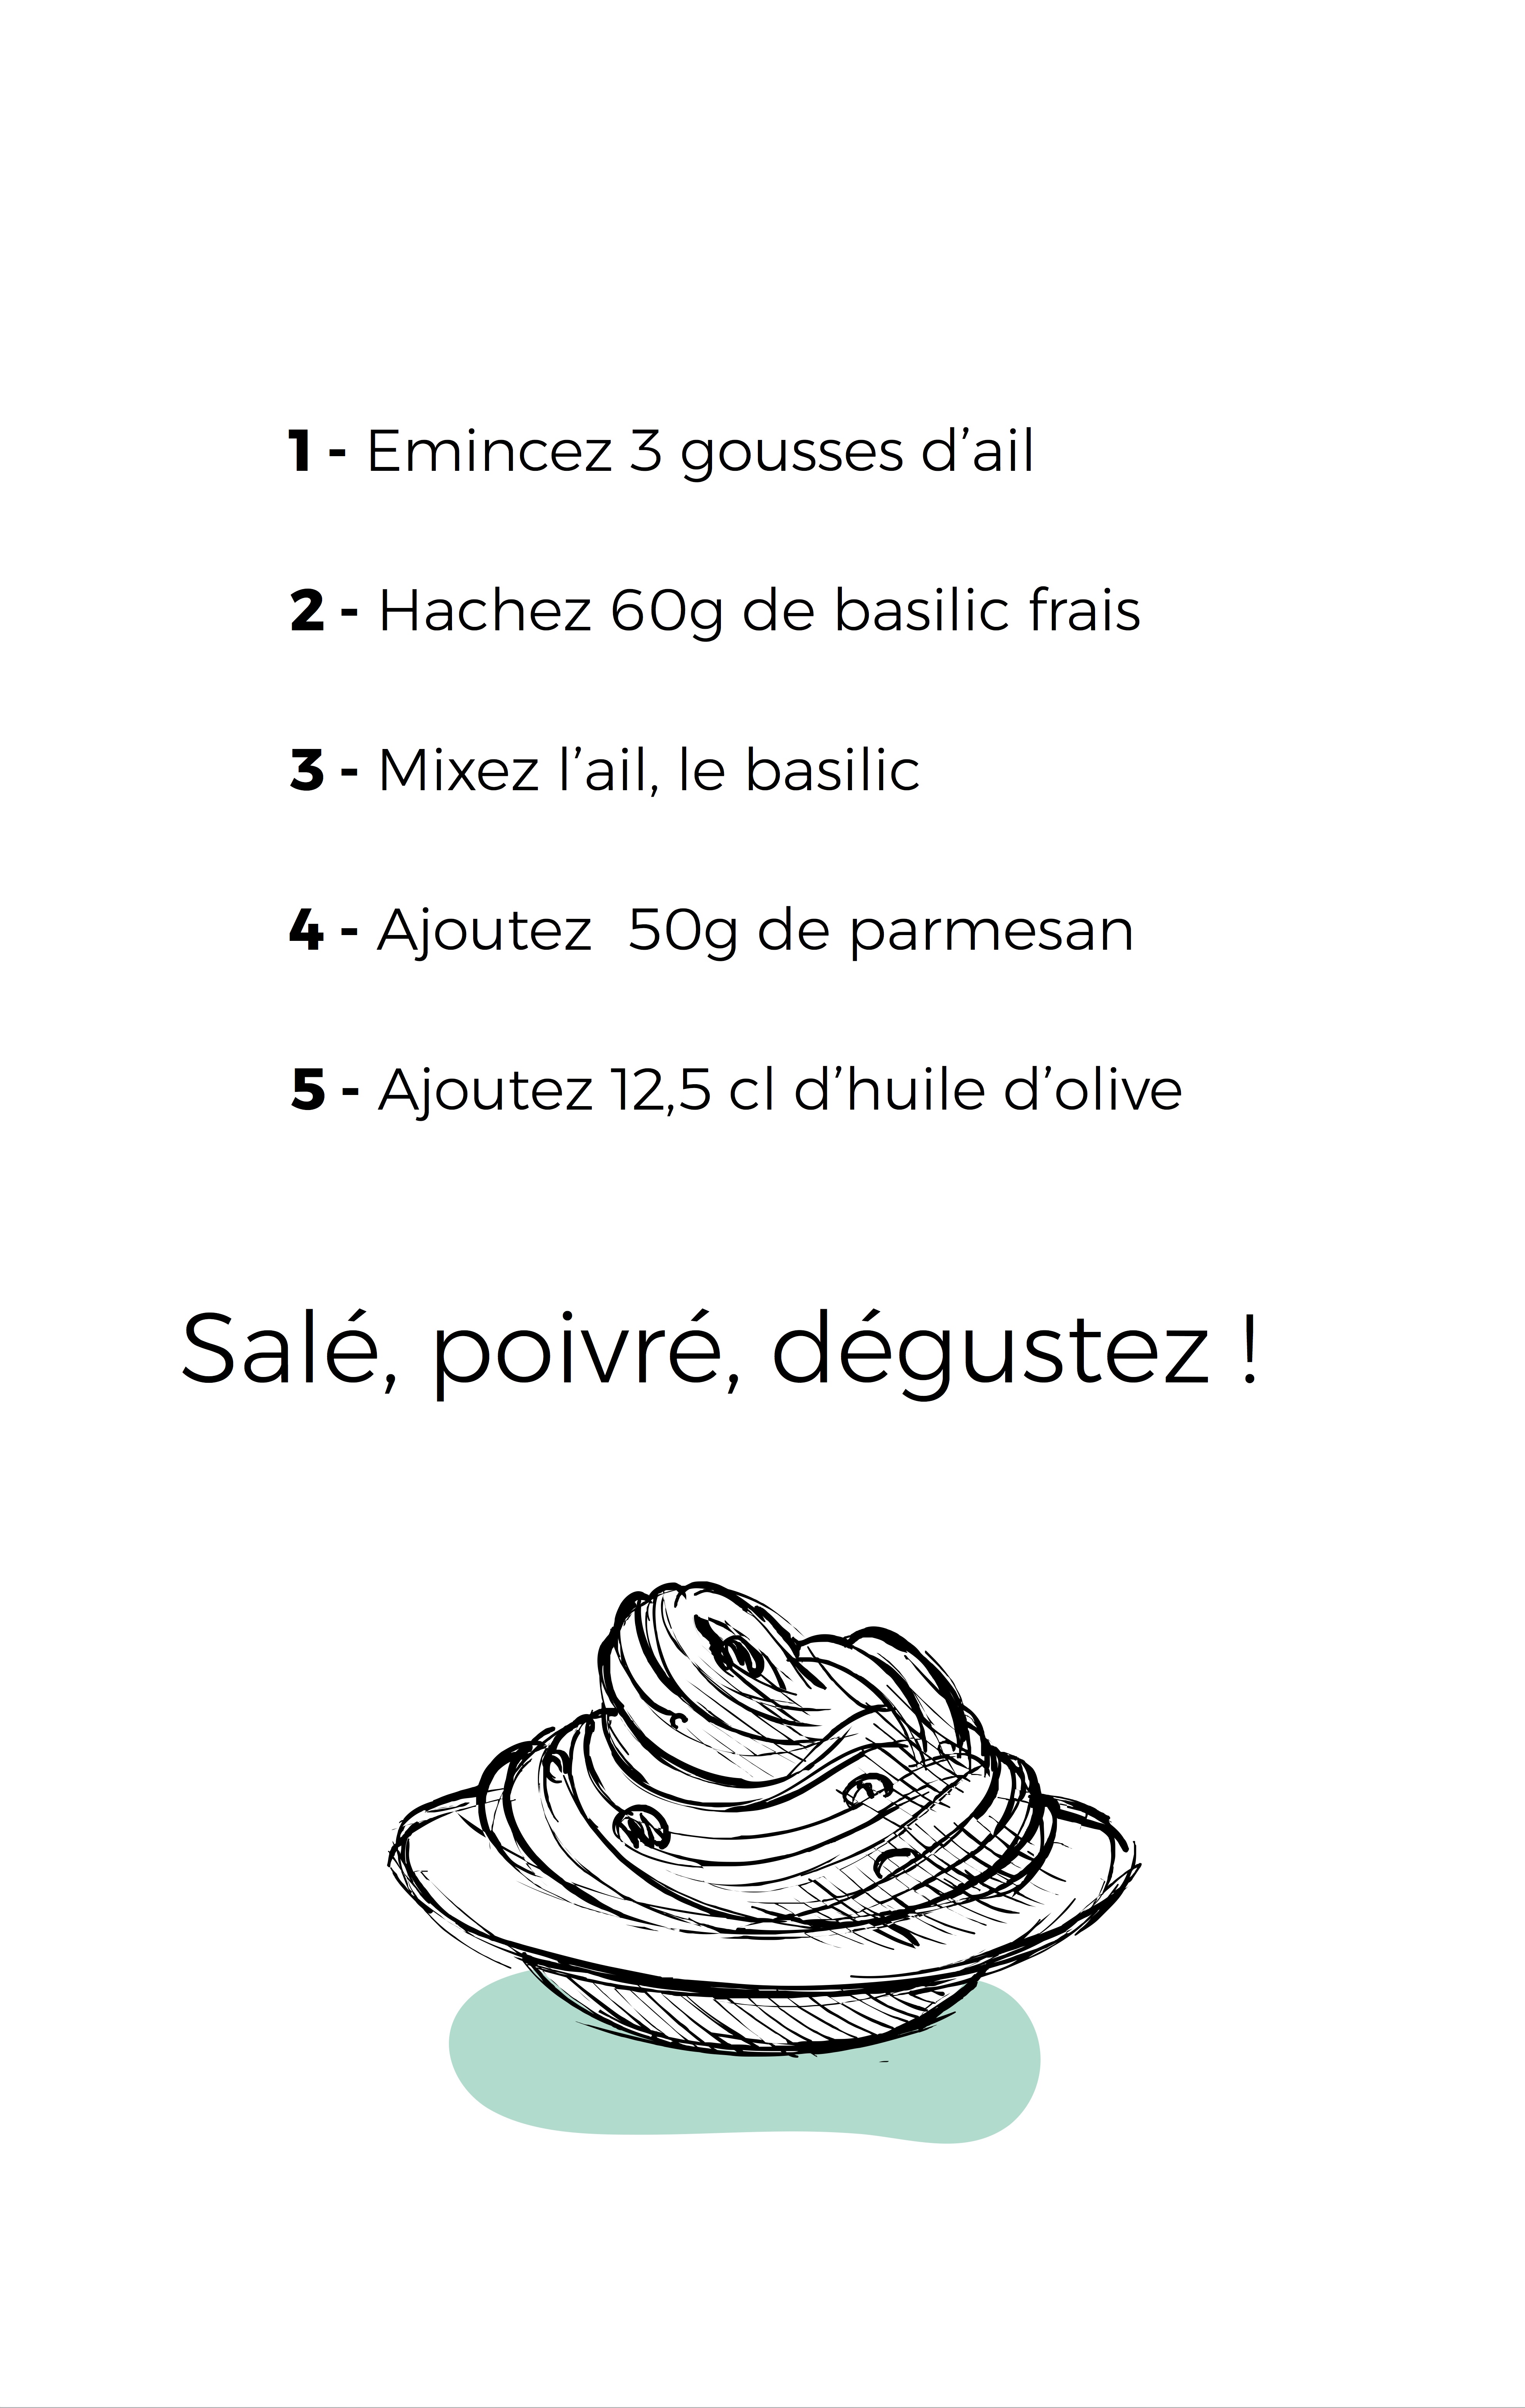 1 - Emincez 3 gousses d’ail
2 - Hachez 60g de basilic frais
3 - Mixez l’ail, le basilic
4 - Ajoutez  50g de parmesan
5 - Ajoutez 12,5 cl d’huile d’olive
Salé, poivré, dégustez !